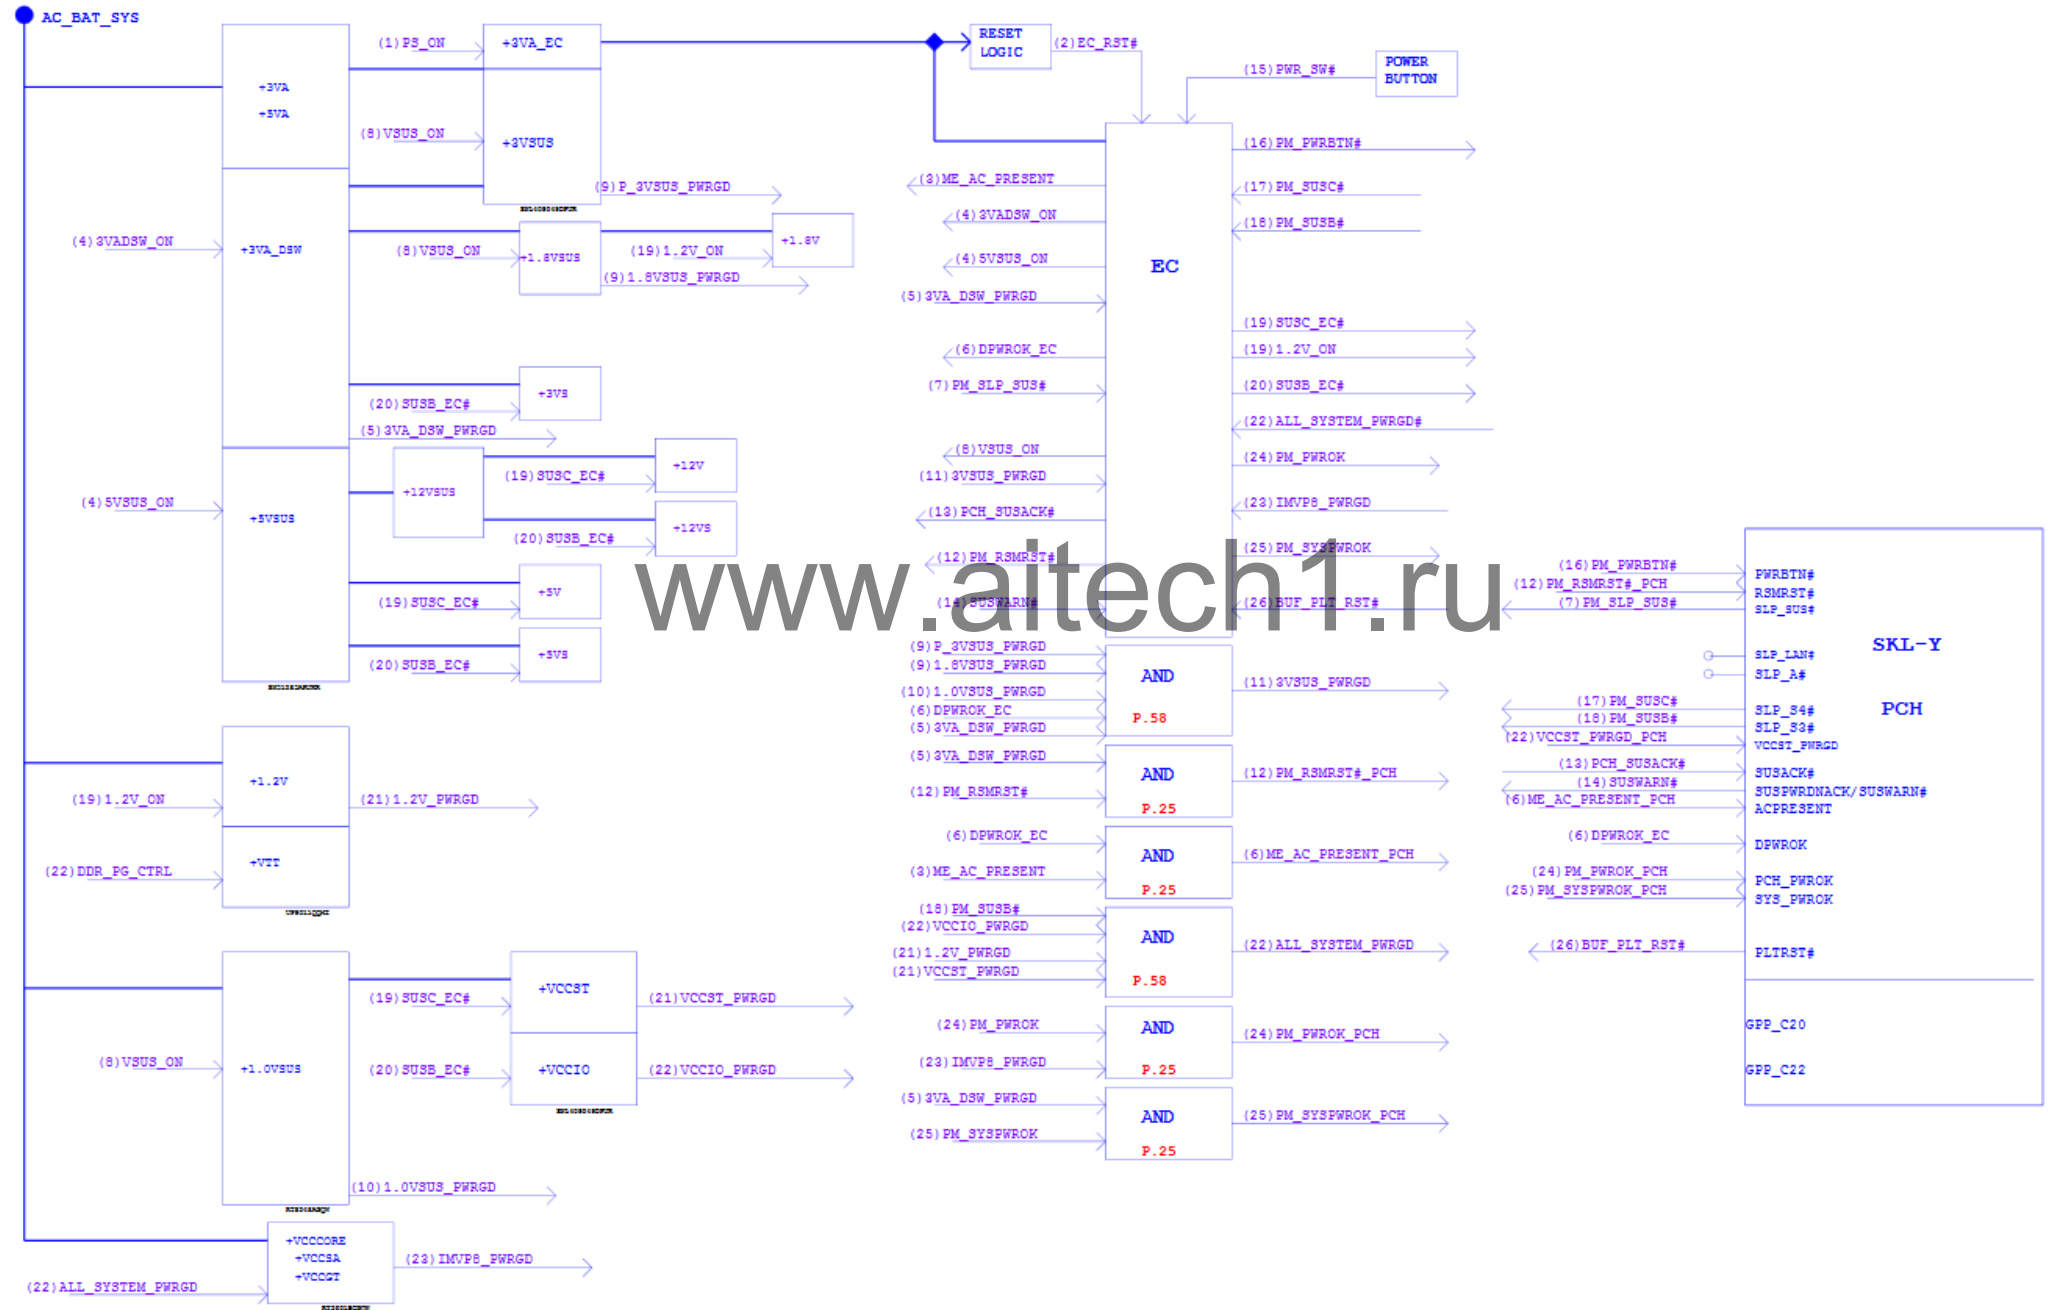 AC_BAT_SYS
+3VA
+5VA
(1)PS_ON
+3VA_EC
(8)VSUS_ON
+3VSUS
(9)P_3VSUS_PWRGD
(4)3VADSW_ON
+3VA_DSW
(8)VSUS_ON
+1.8VSUS
(19)1.2V_ON
+1.8V
(9)1.8VSUS_PWRGD
+3VS
(20)SUSB_EC#
(5)3VA_DSW_PWRGD
(4)5VSUS_ON
+5VSUS
+12VSUS
(19)SUSC_EC#
+12V
(20)SUSB_EC#
+12VS
(19)SUSC_EC#
+5V
(20)SUSB_EC#
+5VS
(19)1.2V_ON
+1.2V
(21)1.2V_PWRGD
(22)DDR_PG_CTRL
+VTT
(8)VSUS_ON
+1.0VSUS
(19)SUSC_EC#
+VCCST
(21)VCCST_PWRGD
(20)SUSB_EC#
+VCCIO
(22)VCCIO_PWRGD
(10)1.0VSUS_PWRGD
+VCCCORE
+VCCSA
+VCCGT
(23)IMVP8_PWRGD
(22)ALL_SYSTEM_PWRGD
RESET
LOGIC
(2)EC_RST#
POWER
BUTTON
(15)PWR_SW#
EC
(3)ME_AC_PRESENT
(4)3VADSW_ON
(4)5VSUS_ON
(5)3VA_DSW_PWRGD
(6)DPWROK_EC
(7)PM_SLP_SUS#
(8)VSUS_ON
(11)3VSUS_PWRGD
(13)PCH_SUSACK#
(12)PM_RSMRST#
(14)SUSWARN#
(16)PM_PWRBTN#
(17)PM_SUSC#
(18)PM_SUSB#
(19)SUSC_EC#
(19)1.2V_ON
(20)SUSB_EC#
(22)ALL_SYSTEM_PWRGD#
(24)PM_PWROK
(23)IMVP8_PWRGD
(25)PM_SYSPWROK
(26)BUF_PLT_RST#
www.aitech1.ru
(9)P_3VSUS_PWRGD
(9)1.8VSUS_PWRGD
(10)1.0VSUS_PWRGD
(6)DPWROK_EC
(5)3VA_DSW_PWRGD
AND
P.58
(11)3VSUS_PWRGD
(5)3VA_DSW_PWRGD
(12)PM_RSMRST#
AND
P.25
(12)PM_RSMRST#_PCH
(6)DPWROK_EC
(3)ME_AC_PRESENT
AND
P.25
(6)ME_AC_PRESENT_PCH
(18)PM_SUSB#
(22)VCCIO_PWRGD
(21)1.2V_PWRGD
(21)VCCST_PWRGD
AND
P.58
(22)ALL_SYSTEM_PWRGD
(24)PM_PWROK
(23)IMVP8_PWRGD
AND
P.25
(24)PM_PWROK_PCH
(5)3VA_DSW_PWRGD
(25)PM_SYSPWROK
AND
P.25
(25)PM_SYSPWROK_PCH
SKL-Y
PCH
(16)PM_PWRBTN# PWRBTN#
(12)PM_RSMRST#_PCH RSMRST#
(7)PM_SLP_SUS# SLP_SUS#
SLP_LAN#
SLP_A#
(17)PM_SUSC# SLP_S4#
(18)PM_SUSB# SLP_S3#
(22)VCCST_PWRGD_PCH VCCST_PWRGD
(13)PCH_SUSACK# SUSACK#
(14)SUSWARN# SUSPWRDNACK/SUSWARN#
(6)ME_AC_PRESENT_PCH ACPRESENT
(6)DPWROK_EC DPWROK
(24)PM_PWROK_PCH PCH_PWROK
(25)PM_SYSPWROK_PCH SYS_PWROK
(26)BUF_PLT_RST# PLTRST#
GPP_C20
GPP_C22